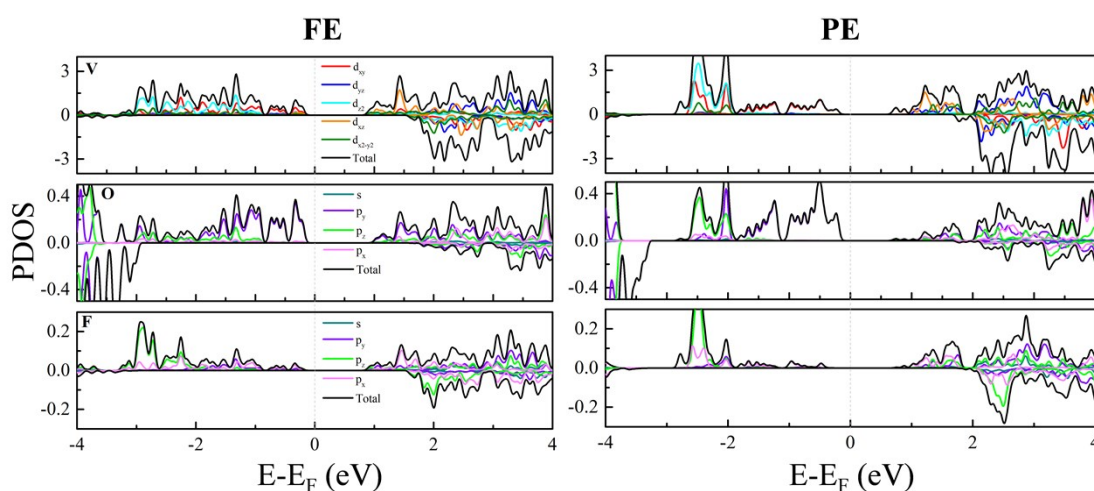 FE PE
V
3
0
-3
d_xy
d_yz
d_z2
d_xz
d_x2-y2
Total
3
0
-3
PDOS
O
0.4
0.0
-0.4
s
p_y
p_z
p_x
Total
0.4
0.0
-0.4
F
0.2
0.0
-0.2
s
p_y
p_z
p_x
Total
0.2
0.0
-0.2
-4 -2 0 2 4
-4 -2 0 2 4
E-E_F (eV) E-E_F (eV)